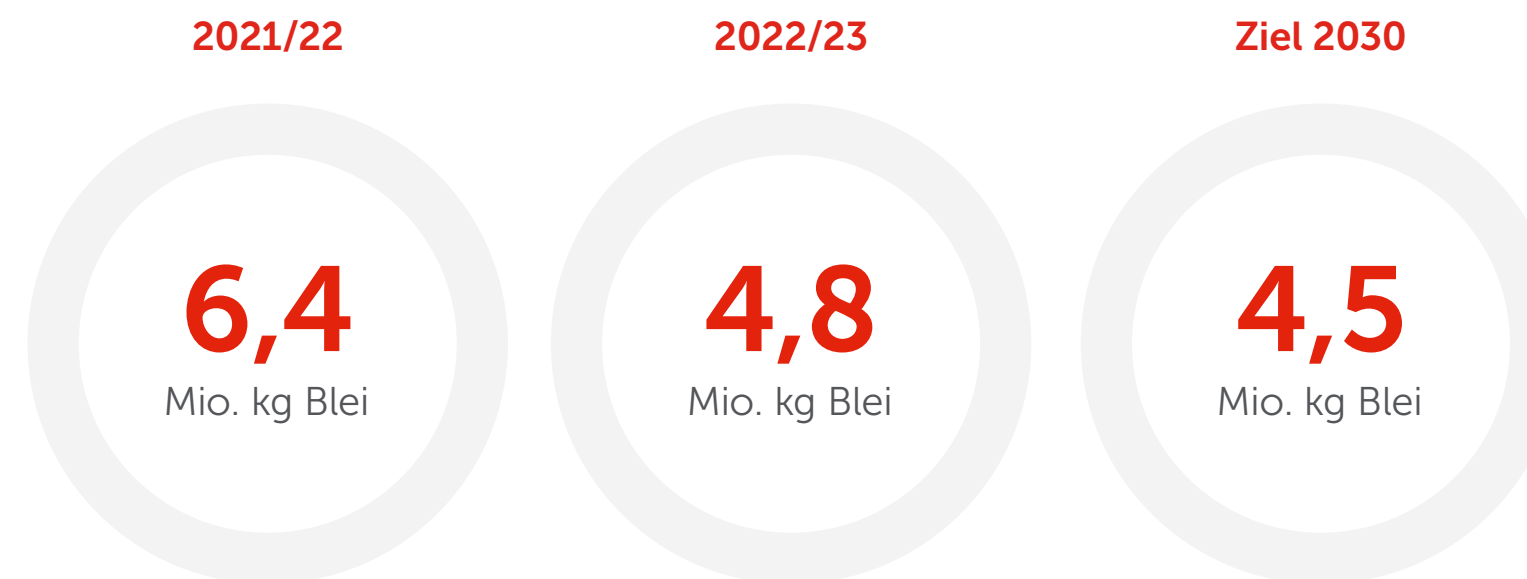 2021/22
6,4
Mio. kg Blei
2022/23
4,8
Mio. kg Blei
Ziel 2030
4,5
Mio. kg Blei